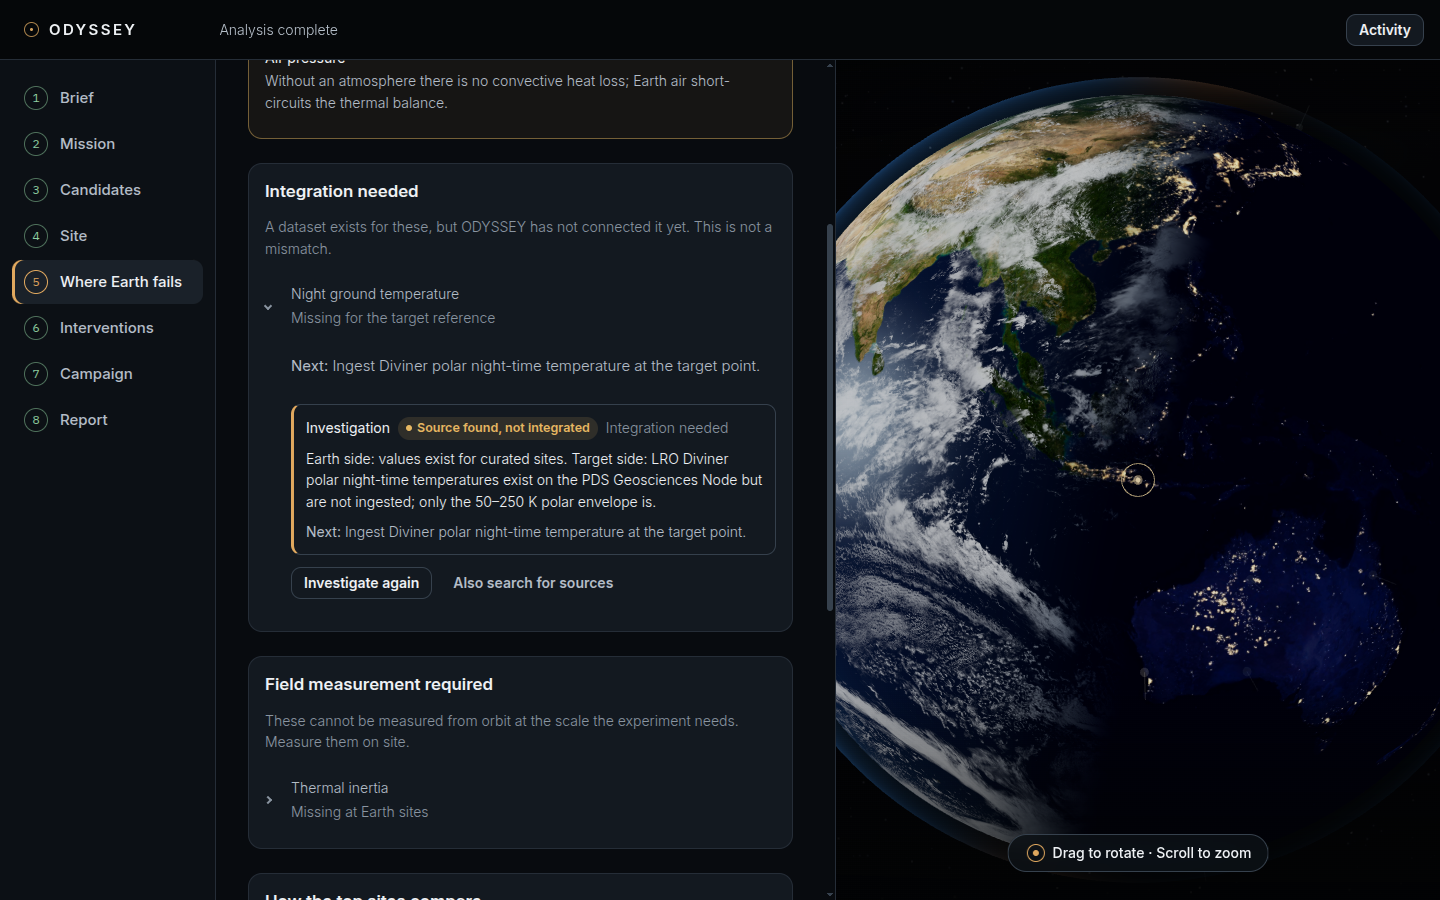 ODYSSEY
Analysis complete
Activity
1 Brief
2 Mission
3 Candidates
4 Site
5 Where Earth fails
6 Interventions
7 Campaign
8 Report
Air pressure
Without an atmosphere there is no convective heat loss; Earth air short-
circuits the thermal balance.
Integration needed
A dataset exists for these, but ODYSSEY has not connected it yet. This is not a
mismatch.
Night ground temperature
Missing for the target reference
Next: Ingest Diviner polar night-time temperature at the target point.
Investigation Source found, not integrated Integration needed
Earth side: values exist for curated sites. Target side: LRO Diviner
polar night-time temperatures exist on the PDS Geosciences Node but
are not ingested; only the 50–250 K polar envelope is.
Next: Ingest Diviner polar night-time temperature at the target point.
Investigate again Also search for sources
Field measurement required
These cannot be measured from orbit at the scale the experiment needs.
Measure them on site.
Thermal inertia
Missing at Earth sites
How the top sites compare
Drag to rotate · Scroll to zoom